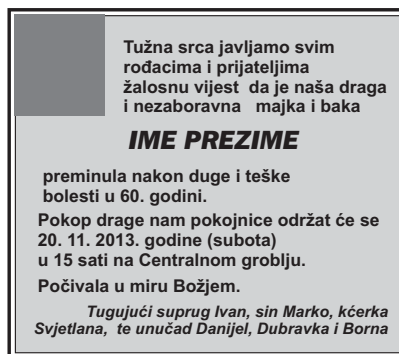 Tužna srca javljamo svim
rođacima i prijateljima
žalosnu vijest da je naša draga
i nezaboravna majka i baka
IME PREZIME
preminula nakon duge i teške
bolesti u 60. godini.
Pokop drage nam pokojnice održat će se
20. 11. 2013. godine (subota)
u 15 sati na Centralnom groblju.
Počivala u miru Božjem.
Tugujući suprug Ivan, sin Marko, kćerka
Svjetlana, te unučad Danijel, Dubravka i Borna